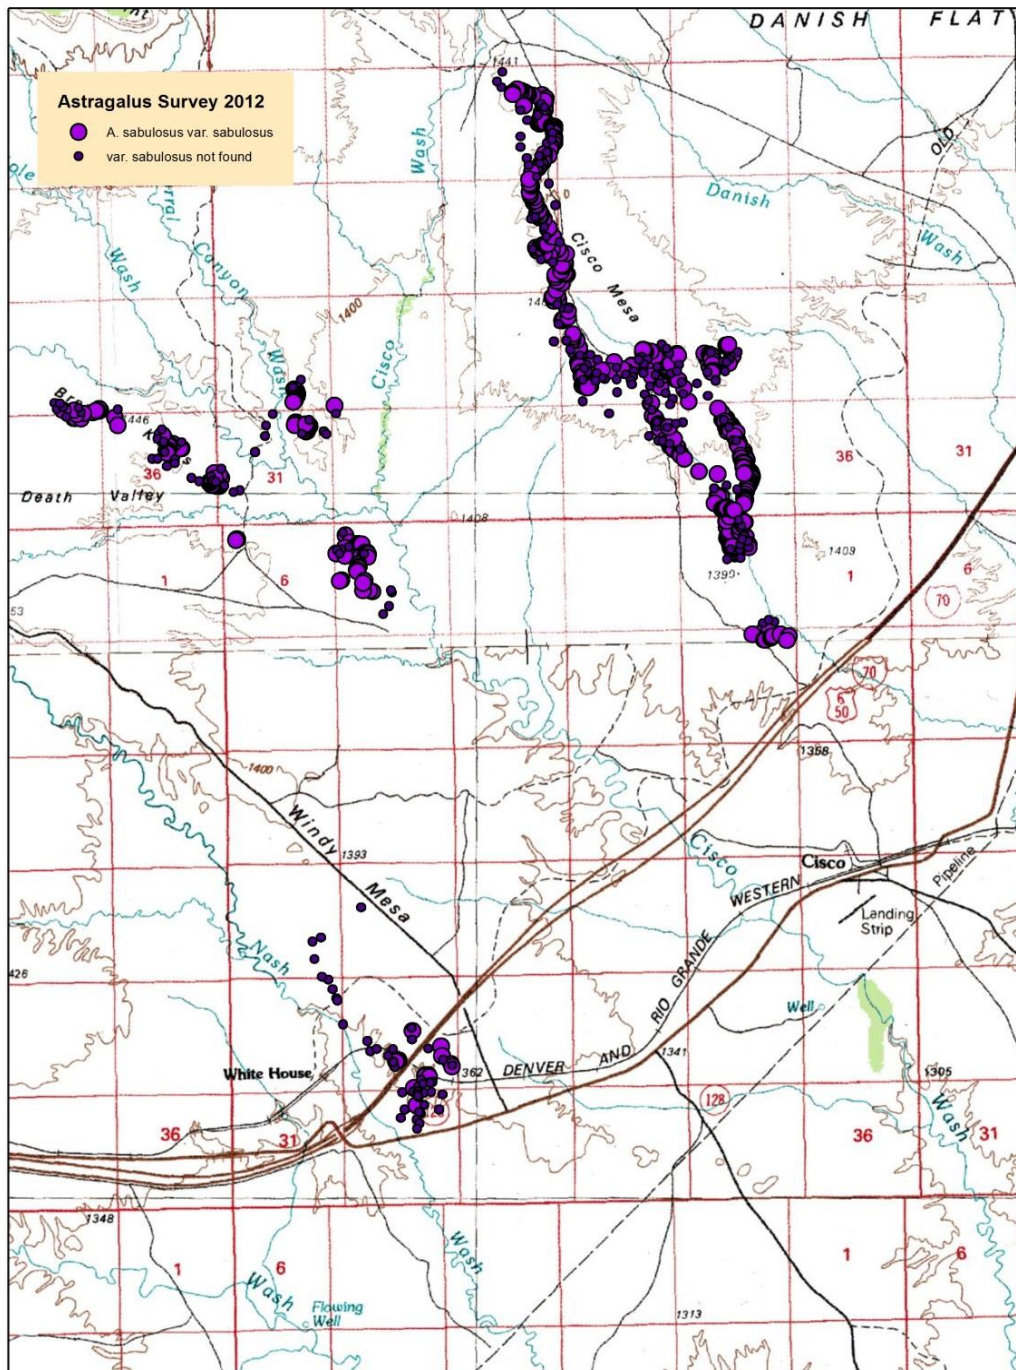 DANISH FLAT
1441
Astragalus Survey 2012
A. sabulosus var. sabulosus
var. sabulosus not found
OLD
Wash
Danish
Wash
Canyon
Wash
Cisco Mesa
1400
Cisco
Wash
1446
36
31
36
31
Death Valley
1408
1409
1390
1
6
1
6
70
53
70
6
50
1358
1400
Windy
Mesa
1393
Cisco
Cisco
WESTERN
Pipeline
Landing
Strip
Nash
426
RIO GRANDE
Well
AND
DENVER
White House
362
1341
128
1305
Wash
36
31
36
31
1348
Wash
1
6
1
6
Wash
Flowing
Well
1313